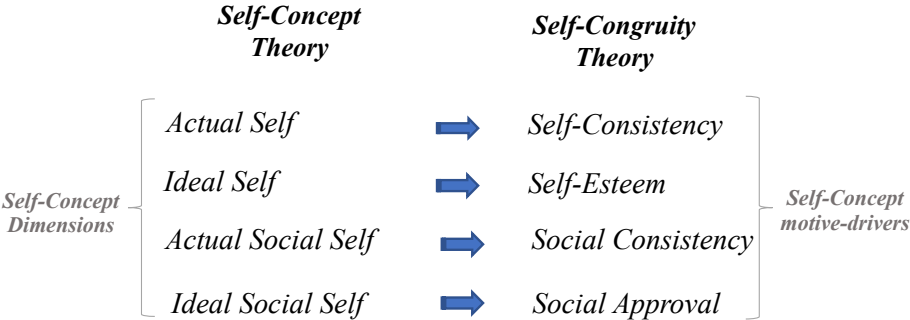 Self-Concept
Theory
Self-Congruity
Theory
Actual Self
Self-Consistency
Ideal Self
Self-Esteem
Self-Concept
Dimensions
Self-Concept
motive-drivers
Actual Social Self
Social Consistency
Ideal Social Self
Social Approval